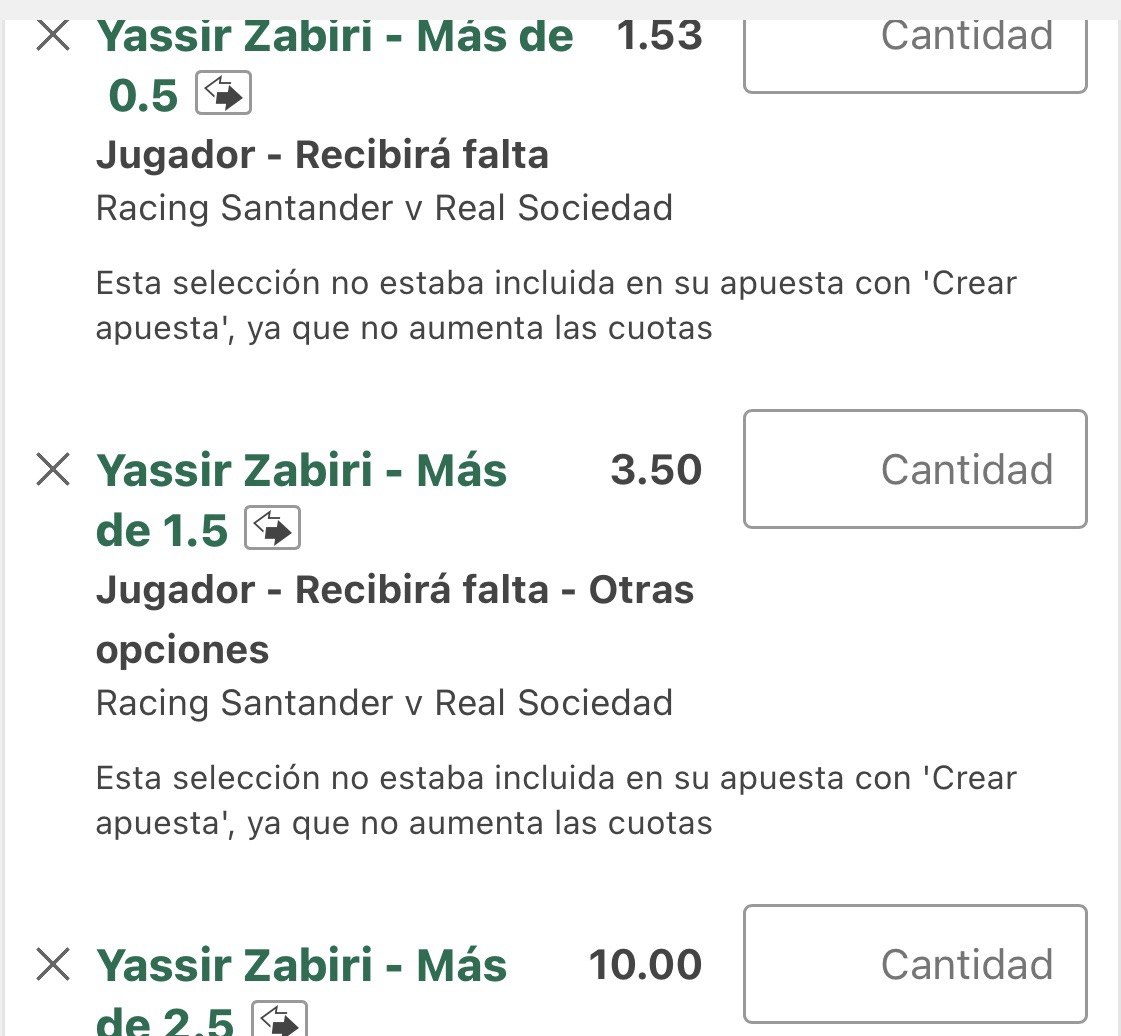 Yassir Zabiri - Más de 1.53 Cantidad
0.5
Jugador - Recibirá falta
Racing Santander v Real Sociedad
Esta selección no estaba incluida en su apuesta con 'Crear
apuesta', ya que no aumenta las cuotas
Yassir Zabiri - Más 3.50 Cantidad
de 1.5
Jugador - Recibirá falta - Otras
opciones
Racing Santander v Real Sociedad
Esta selección no estaba incluida en su apuesta con 'Crear
apuesta', ya que no aumenta las cuotas
Yassir Zabiri - Más 10.00 Cantidad
de 2.5